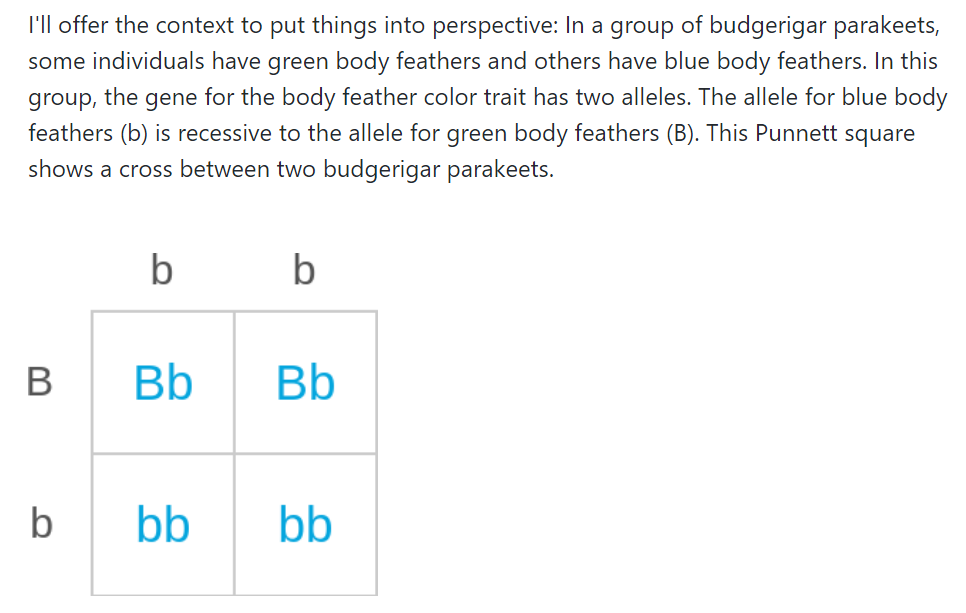 I'll offer the context to put things into perspective: In a group of budgerigar parakeets,
some individuals have green body feathers and others have blue body feathers. In this
group, the gene for the body feather color trait has two alleles. The allele for blue body
feathers (b) is recessive to the allele for green body feathers (B). This Punnett square
shows a cross between two budgerigar parakeets.
b b
B Bb Bb
b bb bb